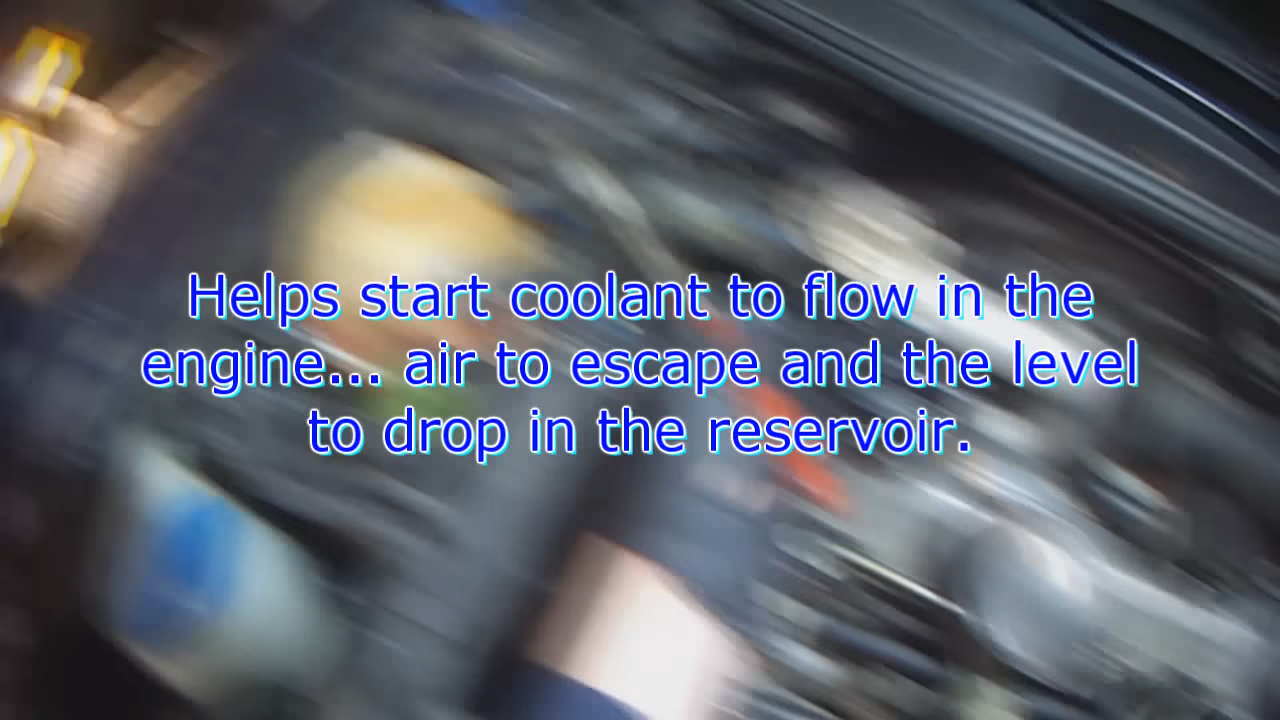 Helps start coolant to flow in the
engine... air to escape and the level
to drop in the reservoir.